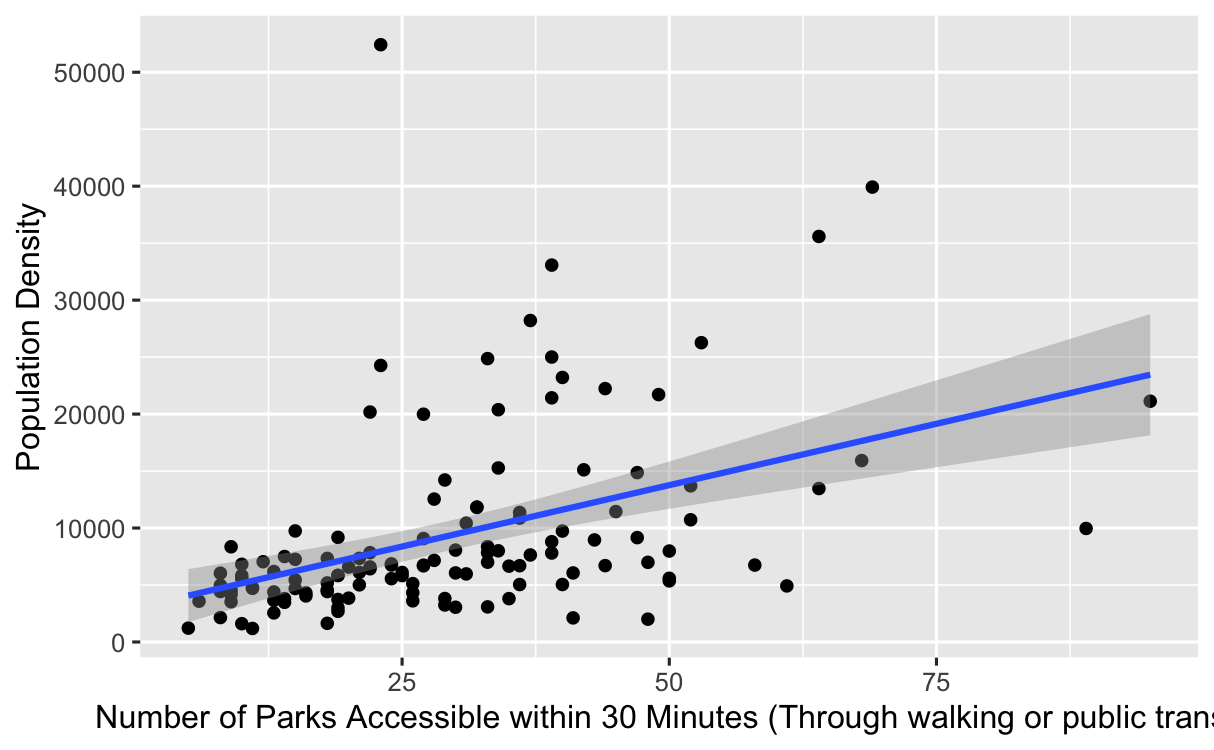 50000
40000
30000
20000
10000
0
Population Density
25 50 75
Number of Parks Accessible within 30 Minutes (Through walking or public